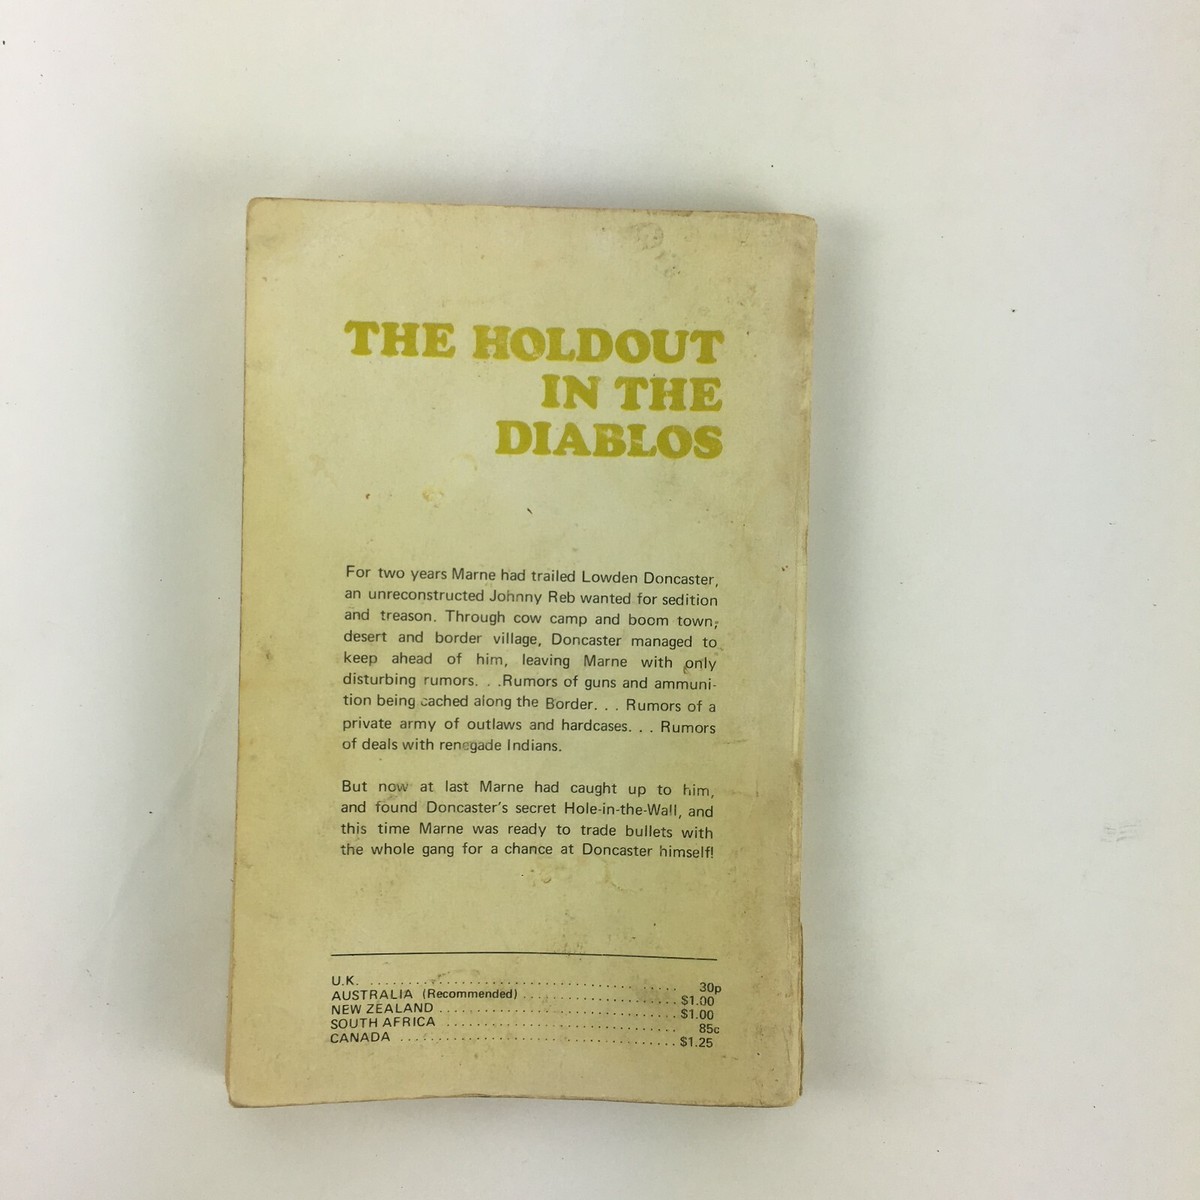 THE HOLDOUT
IN THE
DIABLOS
For two years Marne had trailed Lowden Doncaster,
an unreconstructed Johnny Reb wanted for sedition
and treason. Through cow camp and boom town,
desert and border village, Doncaster managed to
keep ahead of him, leaving Marne with only
disturbing rumors. . .Rumors of guns and ammuni-
tion being cached along the Border. . . Rumors of a
private army of outlaws and hardcases. . . Rumors
of deals with renegade Indians.
But now at last Marne had caught up to him,
and found Doncaster's secret Hole-in-the-Wall, and
this time Marne was ready to trade bullets with
the whole gang for a chance at Doncaster himself!
U.K. . . . . . . . . . . . . . . . . . . . . . . . . . . . . . . . . . . . 30p
AUSTRALIA (Recommended) . . . . . . . . . . . . . . . . . . . $1.00
NEW ZEALAND . . . . . . . . . . . . . . . . . . . . . . . . . . . . $1.00
SOUTH AFRICA . . . . . . . . . . . . . . . . . . . . . . . . . . . 85c
CANADA . . . . . . . . . . . . . . . . . . . . . . . . . . . . . . . . . $1.25